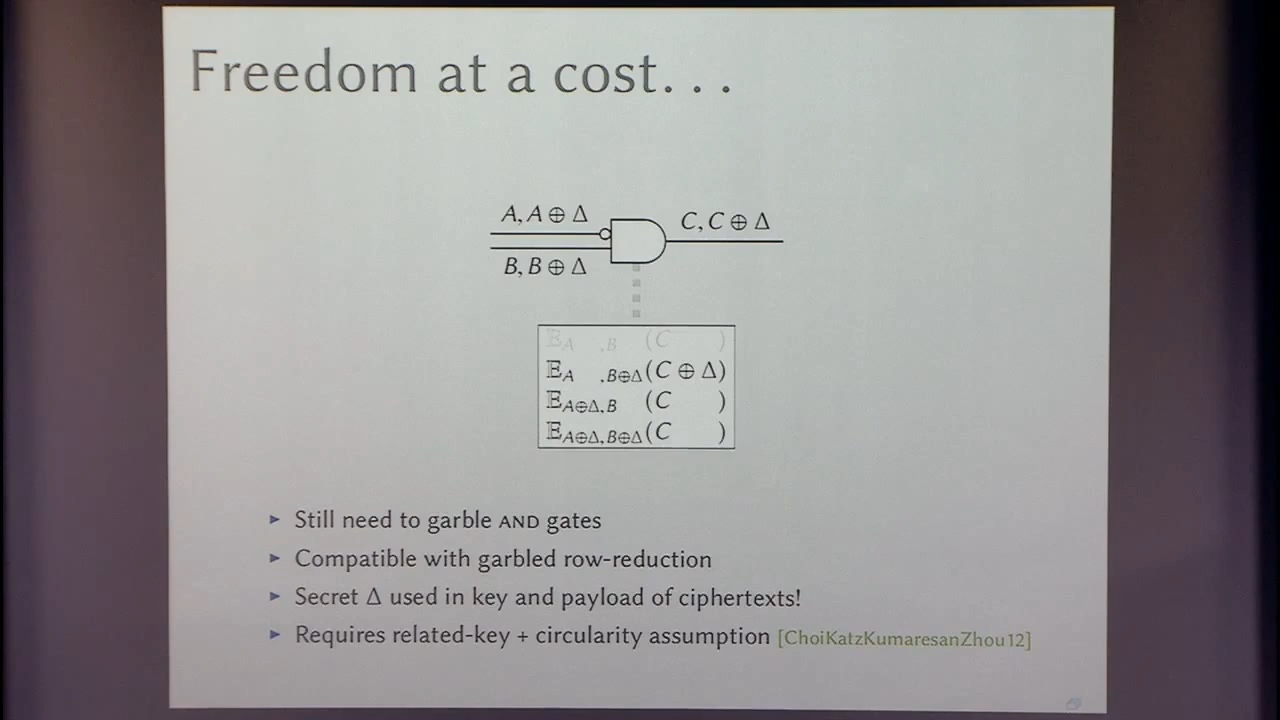 Freedom at a cost. . .
A, A ⊕ Δ
C, C ⊕ Δ
B, B ⊕ Δ
𝔼A ,B (C )
𝔼A ,B⊕Δ(C ⊕ Δ)
𝔼A⊕Δ,B (C )
𝔼A⊕Δ,B⊕Δ(C )
► Still need to garble AND gates
► Compatible with garbled row-reduction
► Secret Δ used in key and payload of ciphertexts!
► Requires related-key + circularity assumption [ChoiKatzKumaresanZhou12]